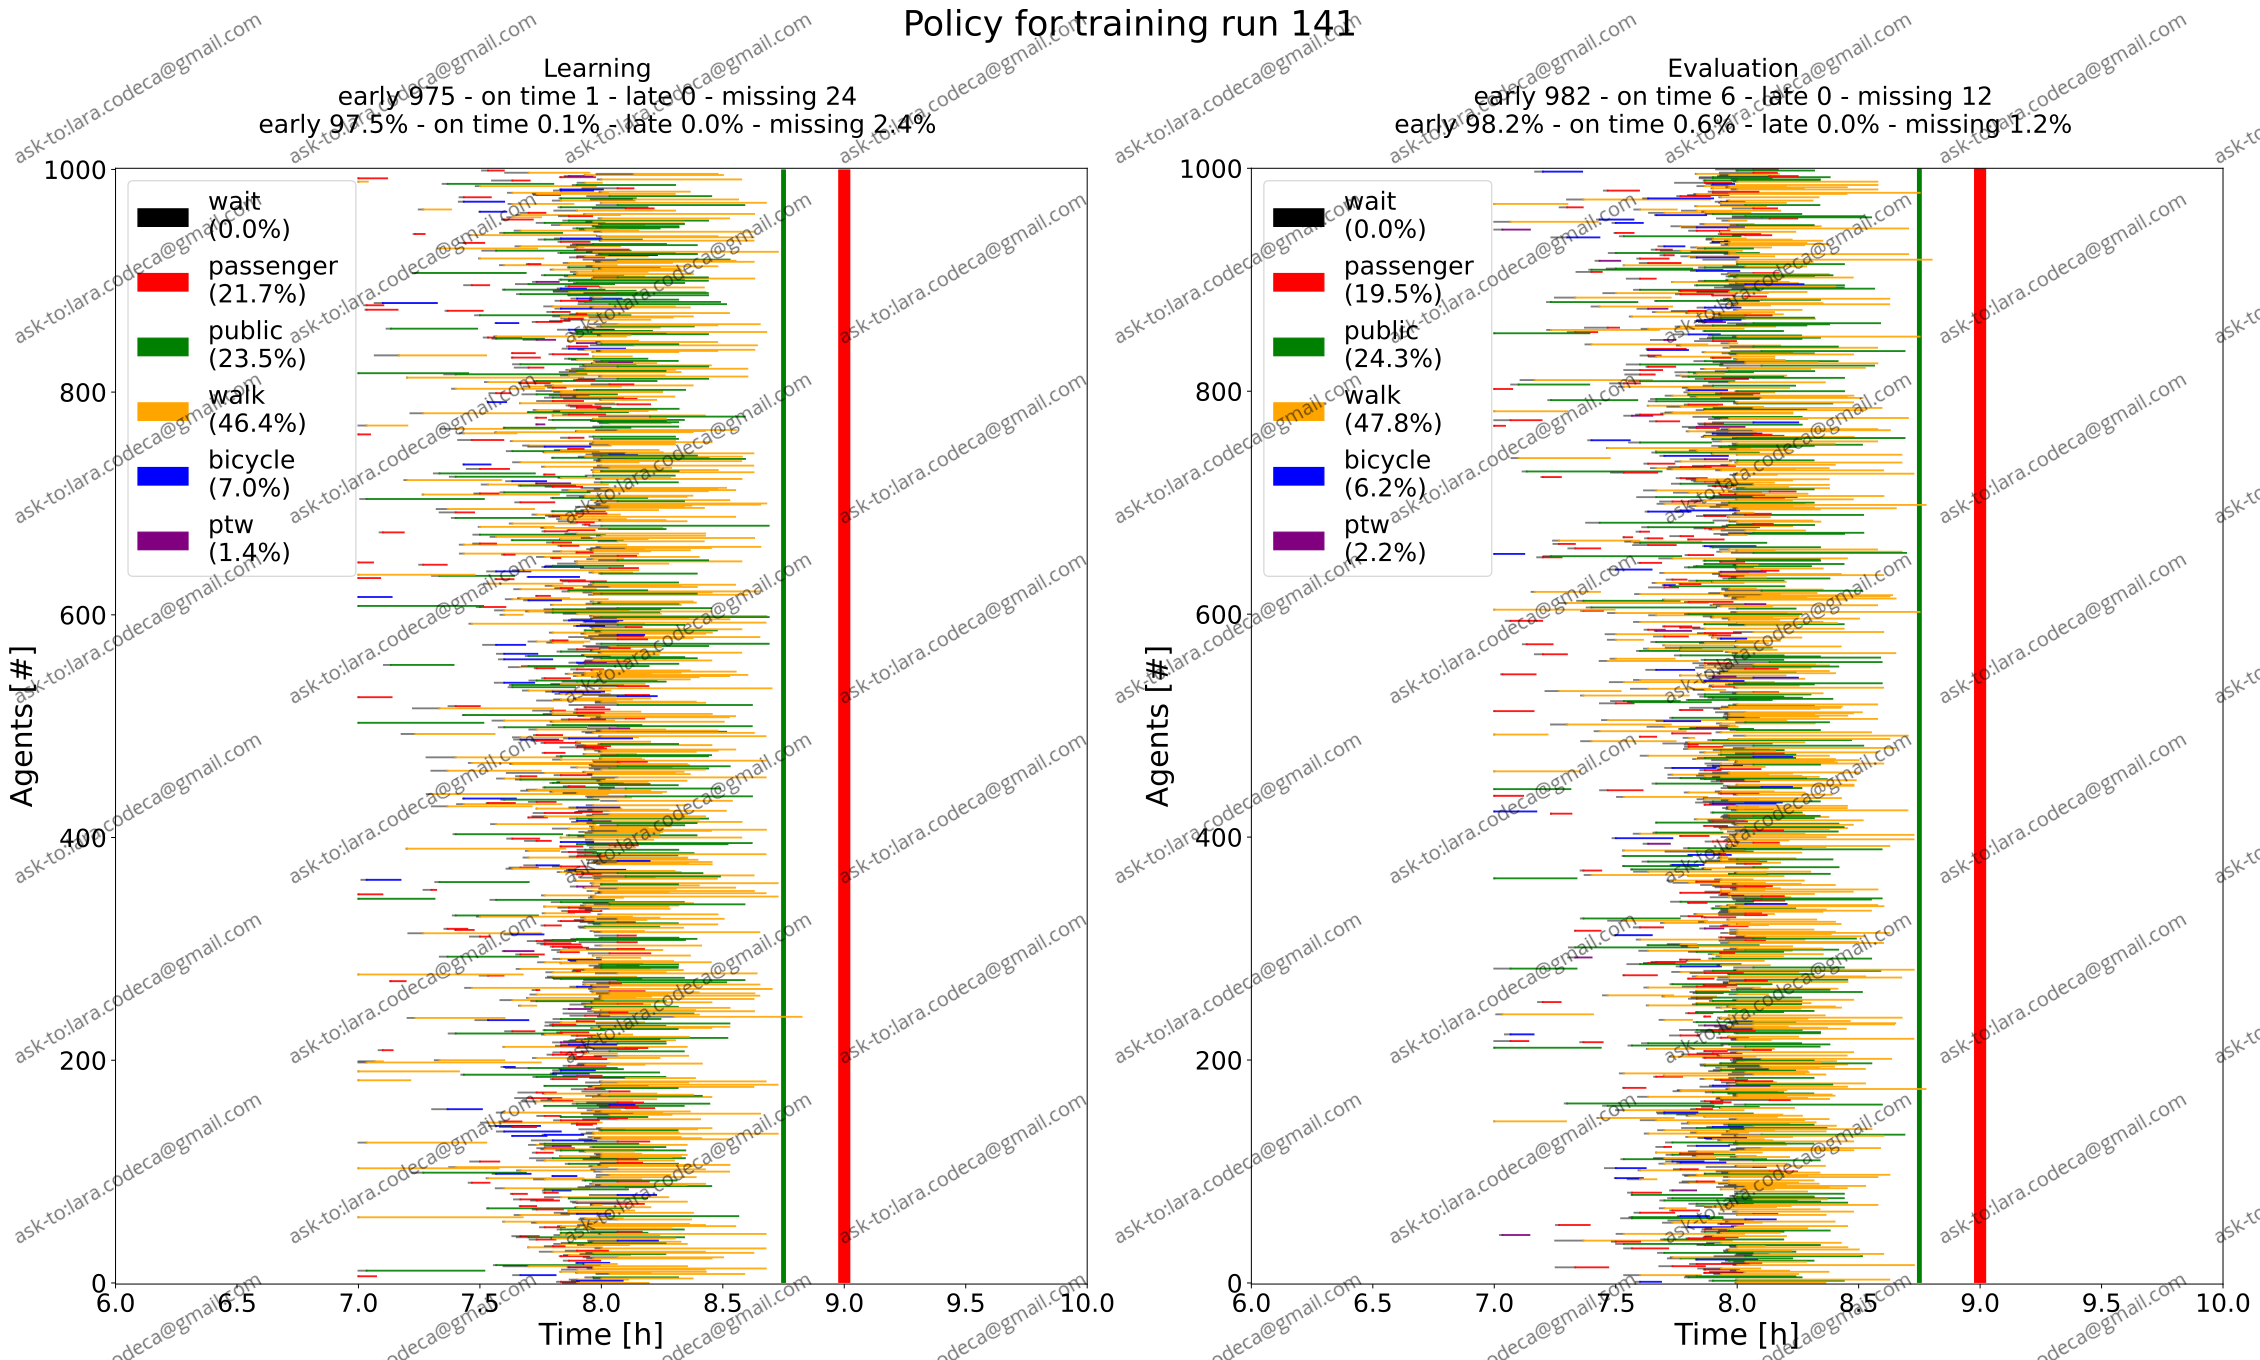 Policy for training run 141
Learning
early 975 - on time 1 - late 0 - missing 24
early 97.5% - on time 0.1% - late 0.0% - missing 2.4%
Evaluation
early 982 - on time 6 - late 0 - missing 12
early 98.2% - on time 0.6% - late 0.0% - missing 1.2%
Agents [#]
1000
800
600
400
200
0
wait
(0.0%)
passenger
(21.7%)
public
(23.5%)
walk
(46.4%)
bicycle
(7.0%)
ptw
(1.4%)
6.0 6.5 7.0 7.5 8.0 8.5 9.0 9.5 10.0
Time [h]
Agents [#]
1000
800
600
400
200
0
wait
(0.0%)
passenger
(19.5%)
public
(24.3%)
walk
(47.8%)
bicycle
(6.2%)
ptw
(2.2%)
6.0 6.5 7.0 7.5 8.0 8.5 9.0 9.5 10.0
Time [h]
ask-to:lara.codeca@gmail.com